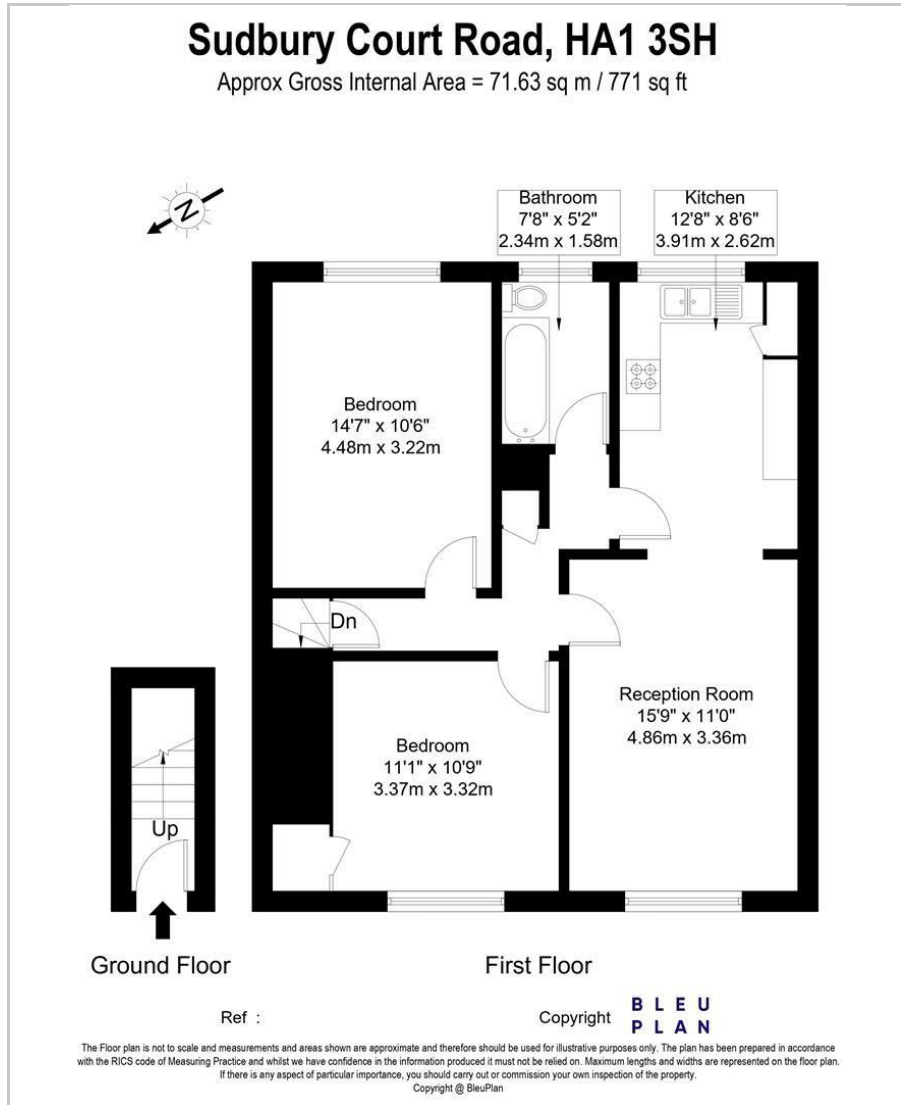 Sudbury Court Road, HA1 3SH
Approx Gross Internal Area = 71.63 sq m / 771 sq ft
N
Bathroom
7'8" x 5'2"
2.34m x 1.58m
Kitchen
12'8" x 8'6"
3.91m x 2.62m
Bedroom
14'7" x 10'6"
4.48m x 3.22m
Dn
Reception Room
15'9" x 11'0"
4.86m x 3.36m
Bedroom
11'1" x 10'9"
3.37m x 3.32m
Up
Ground Floor
First Floor
Ref :
Copyright
BLEU
PLAN
The Floor plan is not to scale and measurements and areas shown are approximate and therefore should be used for illustrative purposes only. The plan has been prepared in accordance
with the RICS code of Measuring Practice and whilst we have confidence in the information produced it must not be relied on. Maximum lengths and widths are represented on the floor plan.
If there is any aspect of particular importance, you should carry out or commission your own inspection of the property.
Copyright @ BleuPlan